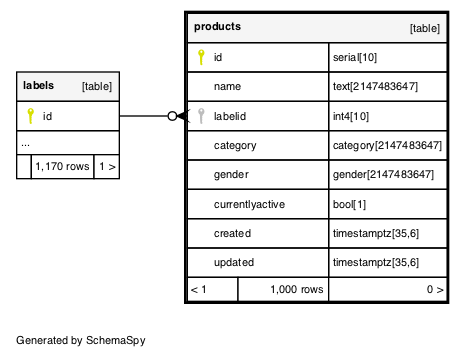 products [table]
id serial[10]
name text[2147483647]
labelid int4[10]
category category[2147483647]
gender gender[2147483647]
currentlyactive bool[1]
created timestamptz[35,6]
updated timestamptz[35,6]
< 1 1,000 rows 0 >
labels [table]
id
...
1,170 rows 1 >
Generated by SchemaSpy